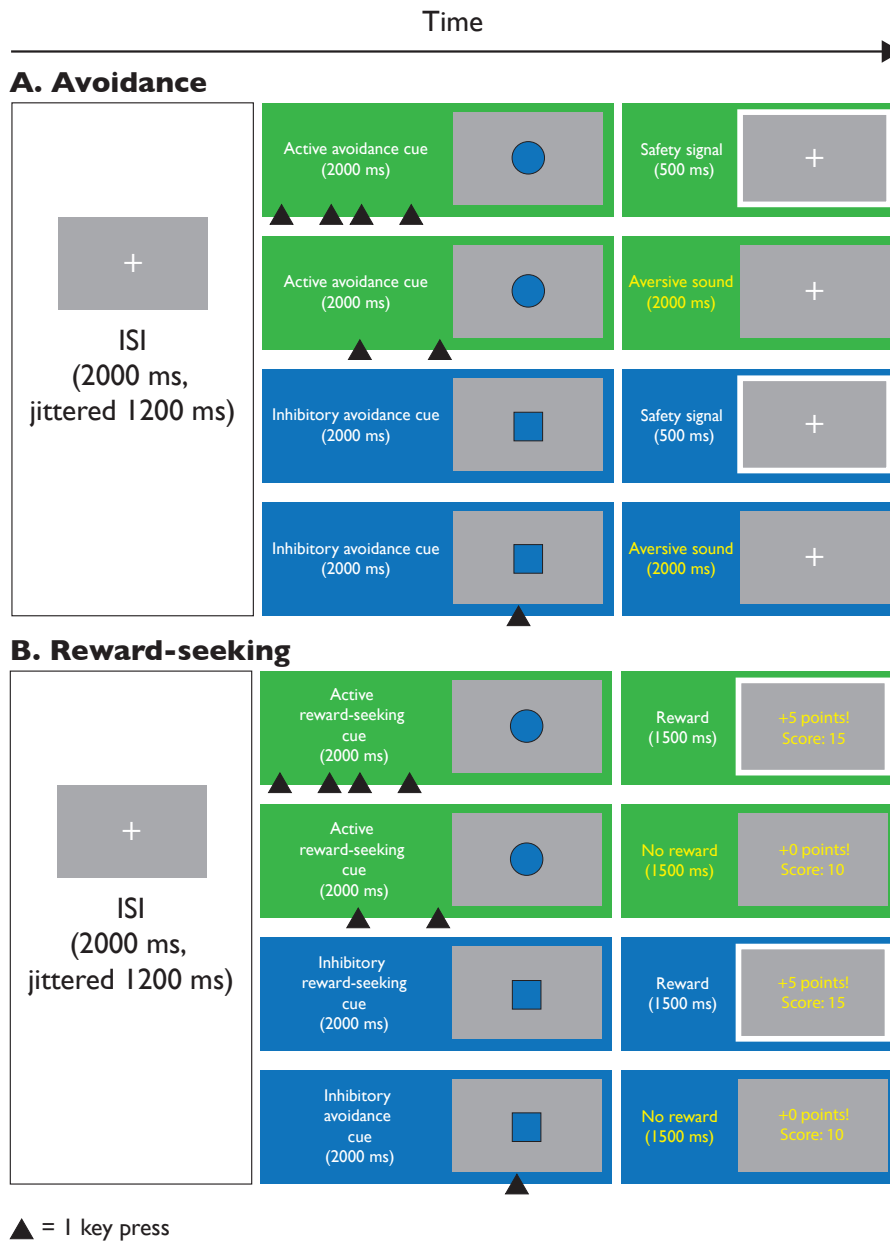 Time
A. Avoidance
ISI
(2000 ms,
jittered 1200 ms)
Active avoidance cue
(2000 ms)
Safety signal
(500 ms)
Active avoidance cue
(2000 ms)
Aversive sound
(2000 ms)
Inhibitory avoidance cue
(2000 ms)
Safety signal
(500 ms)
Inhibitory avoidance cue
(2000 ms)
Aversive sound
(2000 ms)
B. Reward-seeking
ISI
(2000 ms,
jittered 1200 ms)
Active
reward-seeking
cue
(2000 ms)
Reward
(1500 ms)
+5 points!
Score: 15
Active
reward-seeking
cue
(2000 ms)
No reward
(1500 ms)
+0 points!
Score: 10
Inhibitory
reward-seeking
cue
(2000 ms)
Reward
(1500 ms)
+5 points!
Score: 15
Inhibitory
avoidance
cue
(2000 ms)
No reward
(1500 ms)
+0 points!
Score: 10
= 1 key press